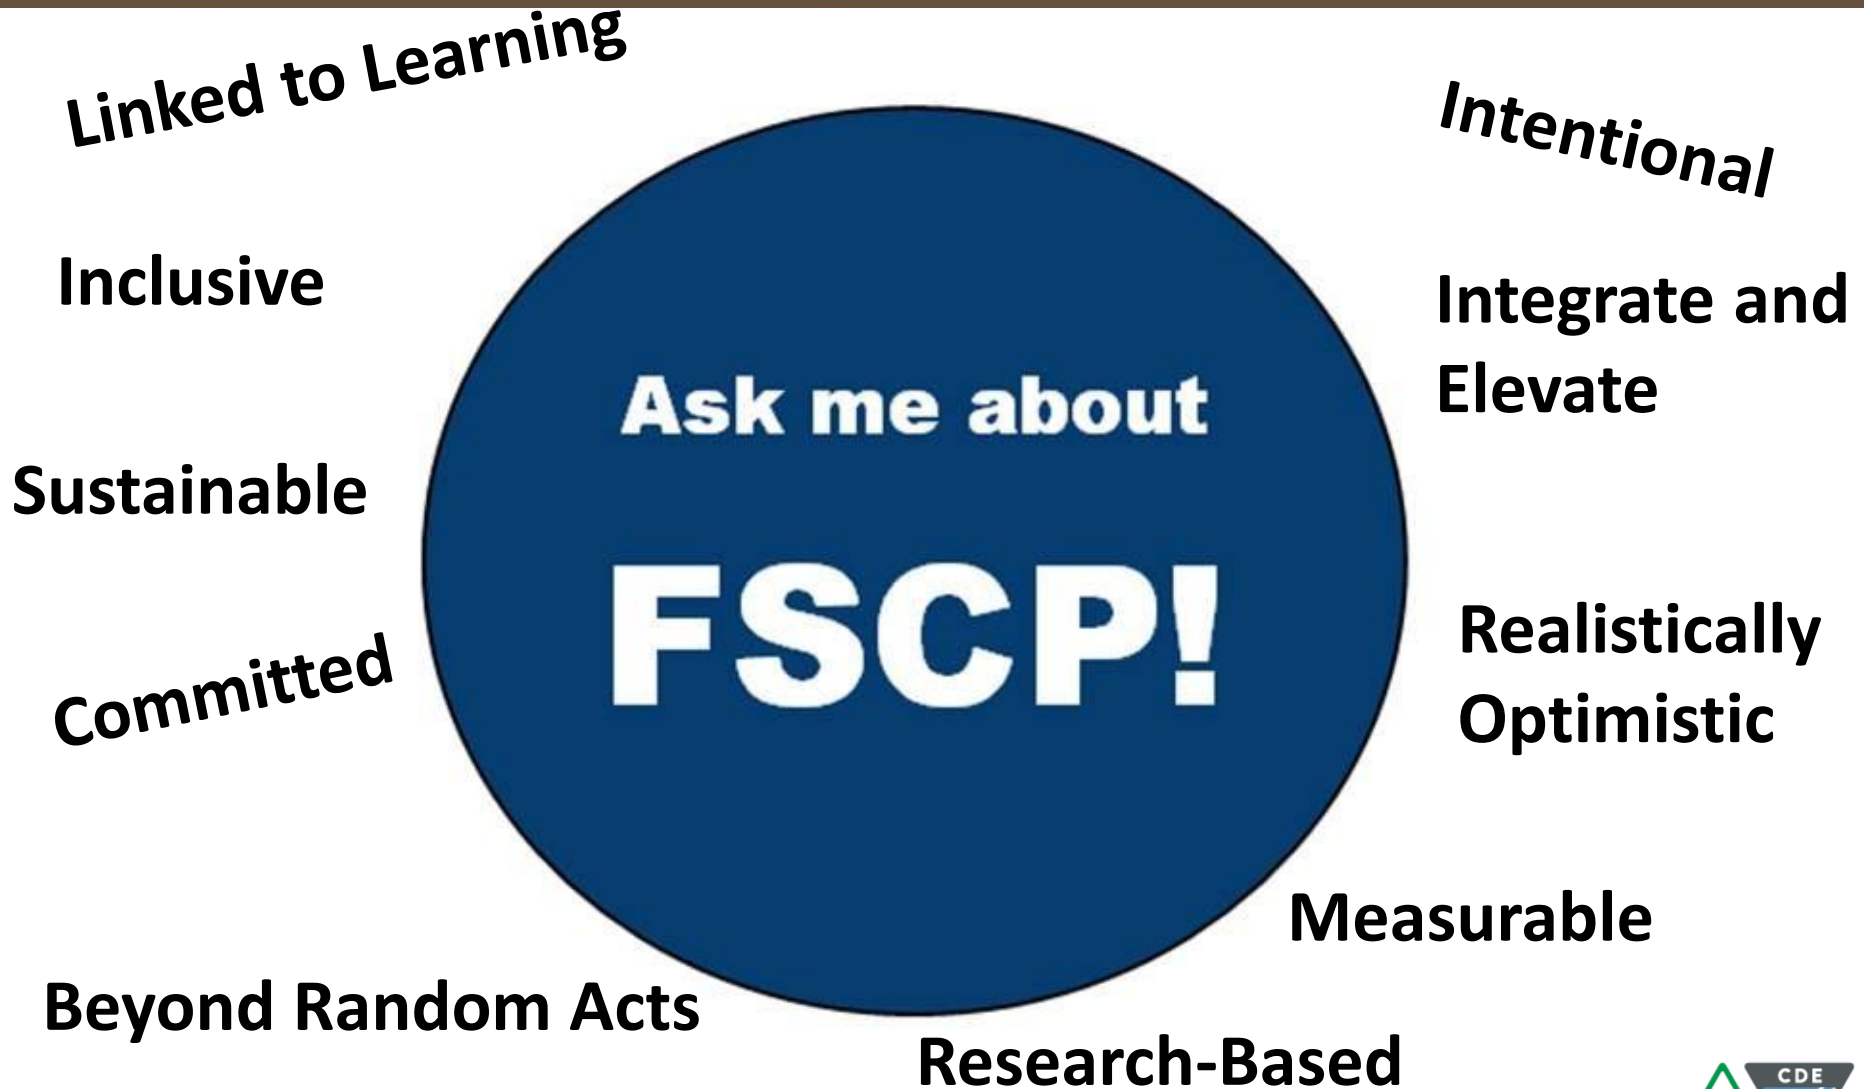 Linked to Learning
Intentional
Inclusive
Integrate and
Elevate
Ask me about
Sustainable
FSCP!
Realistically
Optimistic
Committed
Measurable
Beyond Random Acts
Research-Based
CDE